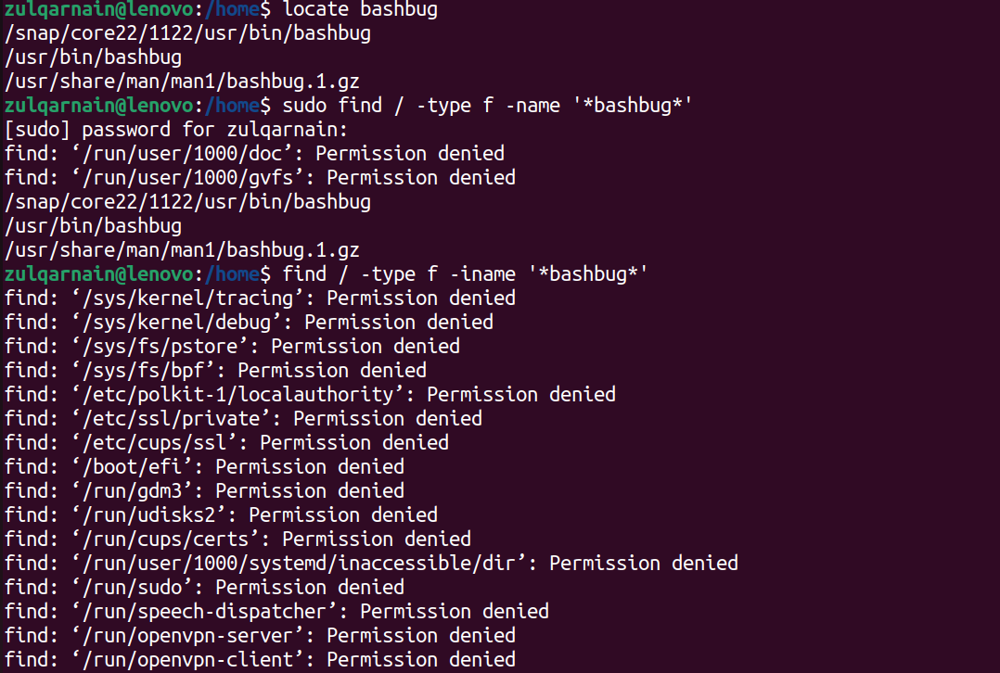 zulqarnain@lenovo:/home$ locate bashbug
/snap/core22/1122/usr/bin/bashbug
/usr/bin/bashbug
/usr/share/man/man1/bashbug.1.gz
zulqarnain@lenovo:/home$ sudo find / -type f -name '*bashbug*'
[sudo] password for zulqarnain:
find: ‘/run/user/1000/doc’: Permission denied
find: ‘/run/user/1000/gvfs’: Permission denied
/snap/core22/1122/usr/bin/bashbug
/usr/bin/bashbug
/usr/share/man/man1/bashbug.1.gz
zulqarnain@lenovo:/home$ find / -type f -iname '*bashbug*'
find: ‘/sys/kernel/tracing’: Permission denied
find: ‘/sys/kernel/debug’: Permission denied
find: ‘/sys/fs/pstore’: Permission denied
find: ‘/sys/fs/bpf’: Permission denied
find: ‘/etc/polkit-1/localauthority’: Permission denied
find: ‘/etc/ssl/private’: Permission denied
find: ‘/etc/cups/ssl’: Permission denied
find: ‘/boot/efi’: Permission denied
find: ‘/run/gdm3’: Permission denied
find: ‘/run/udisks2’: Permission denied
find: ‘/run/cups/certs’: Permission denied
find: ‘/run/user/1000/systemd/inaccessible/dir’: Permission denied
find: ‘/run/sudo’: Permission denied
find: ‘/run/speech-dispatcher’: Permission denied
find: ‘/run/openvpn-server’: Permission denied
find: ‘/run/openvpn-client’: Permission denied